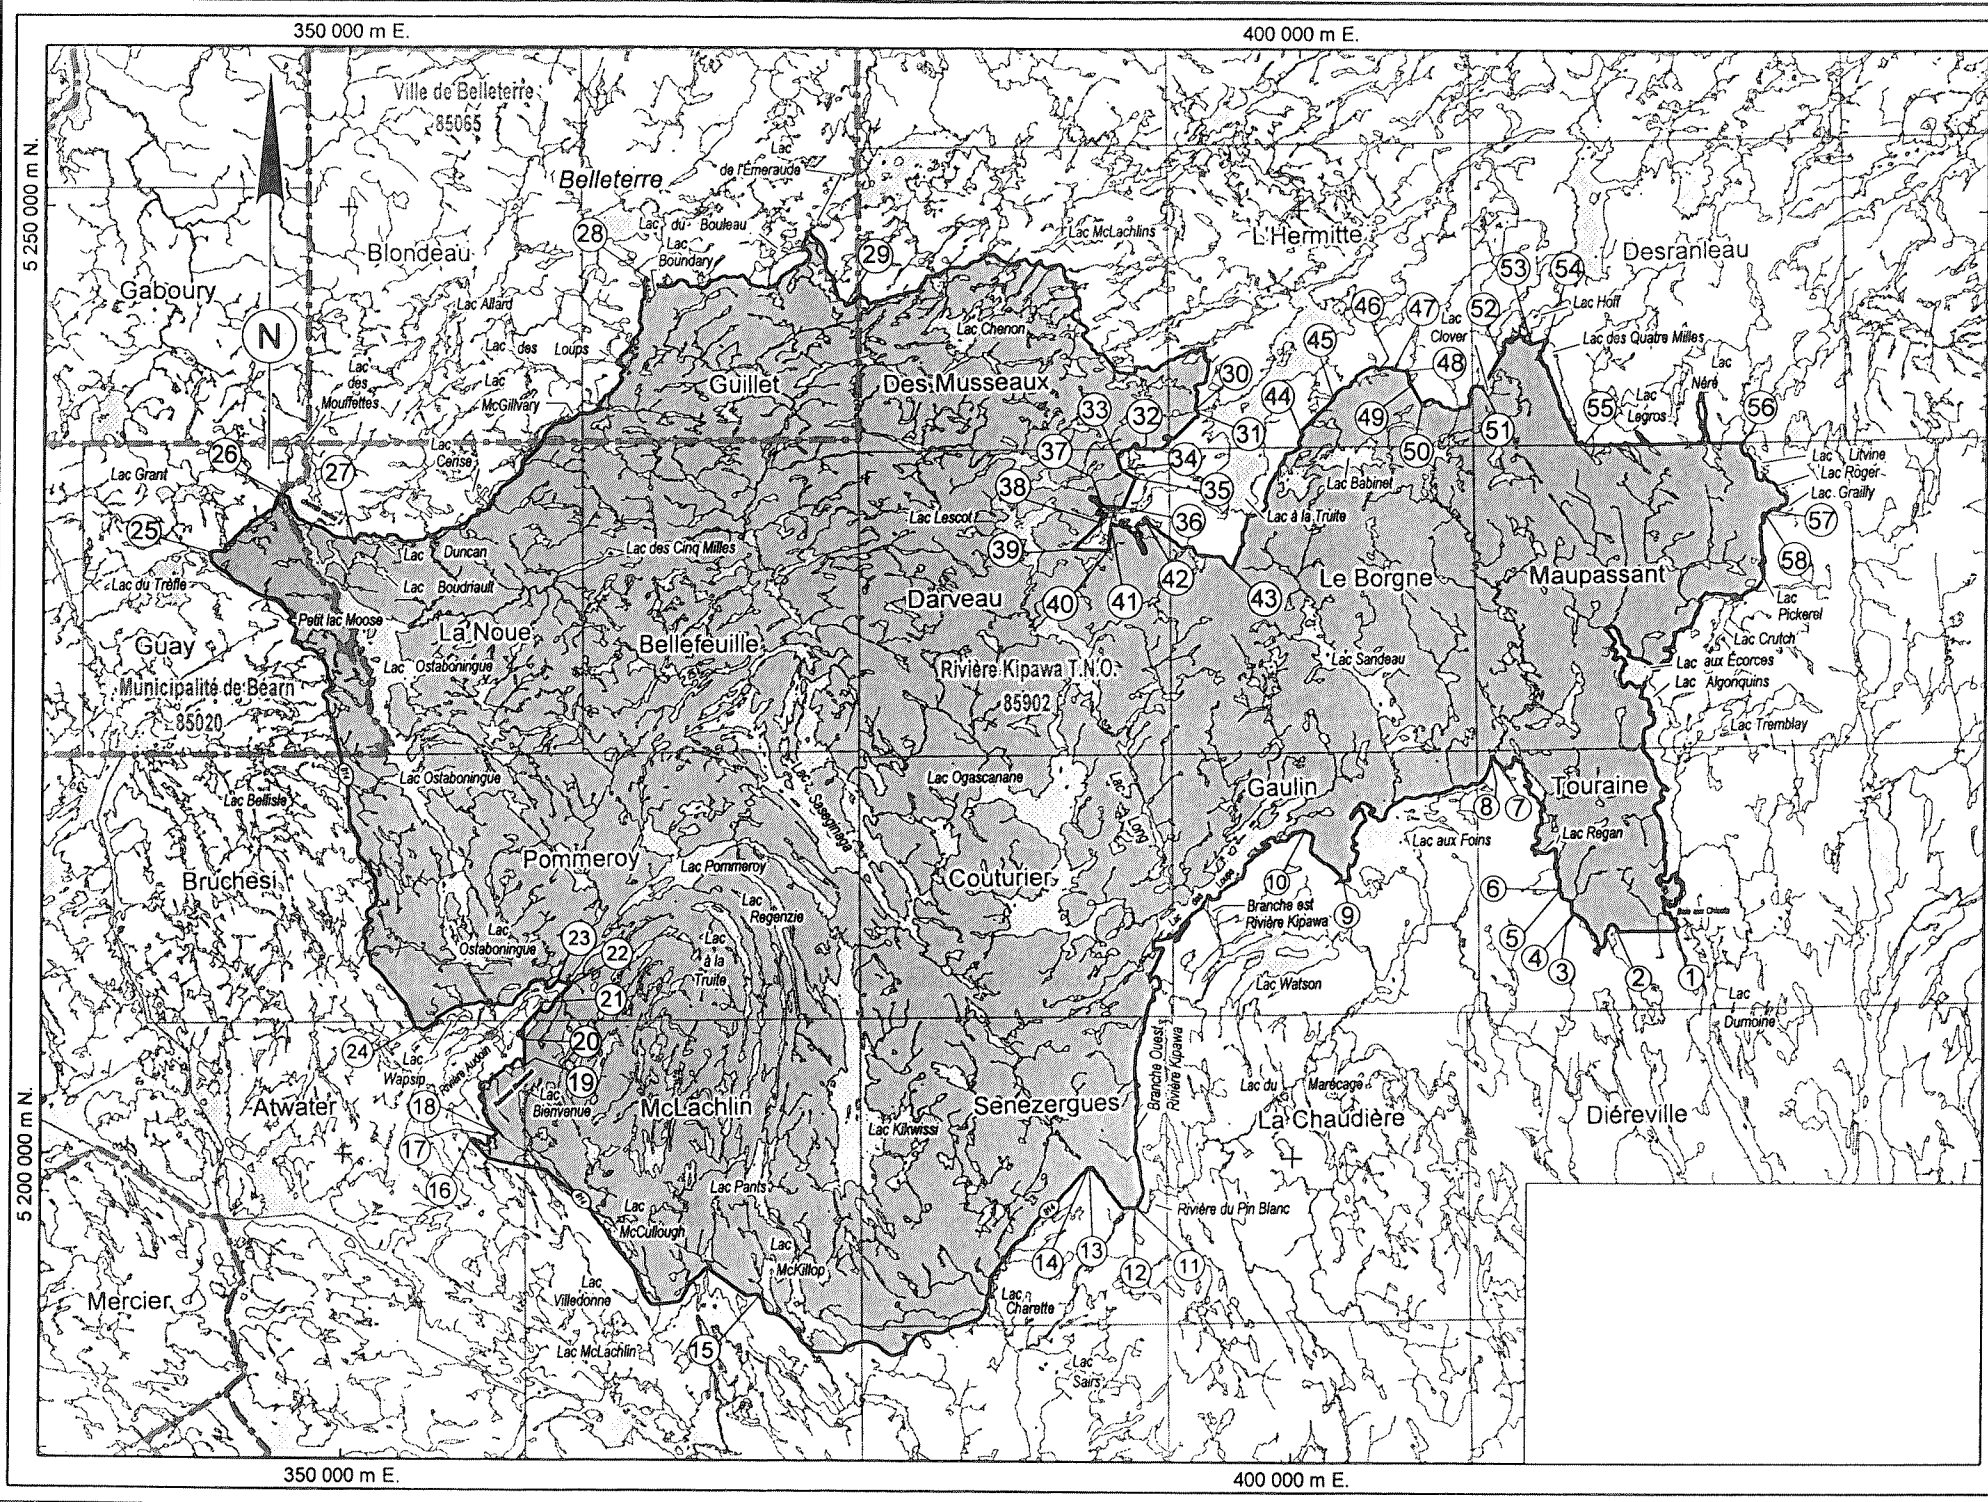 350 000 m E.
400 000 m E.
5 250 000 m N.
5 200 000 m N.
350 000 m E.
400 000 m E.
N
Ville de Belleterre
85065
Lac
de l'Émeraude
Belleterre
28
Lac du Bouleau
Lac
Boundary
29
Lac McLachlins
L'Hermitte
Desranleau
53
54
Blondeau
Gaboury
Lac Allard
Lac Chenon
46
47
Lac
Clover
52
Lac Hoff
Lac des Quatre Milles
Lac des Loups
45
48
Lac
Néré
Lac
des
Mouffettes
Lac
McGillvary
Guillet
Des Musseaux
30
33
32
44
49
55
Lac
Legros
56
31
50
51
26
27
Lac
Cerise
37
34
Lac Litvine
Lac Roger
Lac Grant
38
35
Lac Babinet
Lac Grailly
25
Lac Lescot
36
Lac à la Truite
57
Lac Duncan
Lac des Cinq Milles
39
58
Lac du Trèfle
Lac Boudriault
42
Le Borgne
Maupassant
Darveau
40
41
43
Lac
Pickerel
Petit lac Moose
La Noue
Bellefeuille
Guay
Lac Crutch
Lac Ostaboningue
Rivière Kipawa T.N.O.
85902
Lac Sandeau
Lac aux Écorces
Lac Algonquins
Municipalité de Béarn
85020
Lac Tremblay
Lac Ostaboningue
Lac Saseginaga
Lac Ogascanane
Lac Long
Gaulin
Touraine
8
7
Lac Bellisle
Lac aux Foins
Lac Regan
Pommeroy
Lac Pommeroy
Bruchési
Couturier
10
6
Lac
Regenzie
Branche est
Rivière Kipawa
9
Lac
Ostaboningue
23
22
Lac
à la
Truite
5
4
3
2
1
21
Lac Watson
Lac
Dumoine
24
20
Lac
Wapsip
Rivière Audoin
19
Branche Ouest
Rivière Kipawa
Lac du Marécage
18
Lac
Bienvenue
Atwater
McLachlin
Senezergues
La Chaudière
Diéreville
17
Lac Kikwissi
16
Lac Pants
PH
Lac
McCullough
Rivière du Pin Blanc
14
13
12
11
Lac
McKillop
Lac
Villedonne
Lac
Charette
Mercier
Lac McLachlin
15
Lac
Sairs